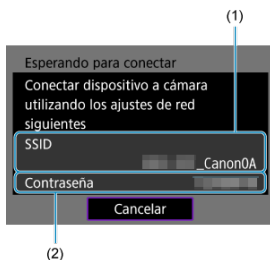 (1)
Esperando para conectar
Conectar dispositivo a cámara
utilizando los ajustes de red
siguientes
SSID
_Canon0A
Contraseña
Cancelar
(2)